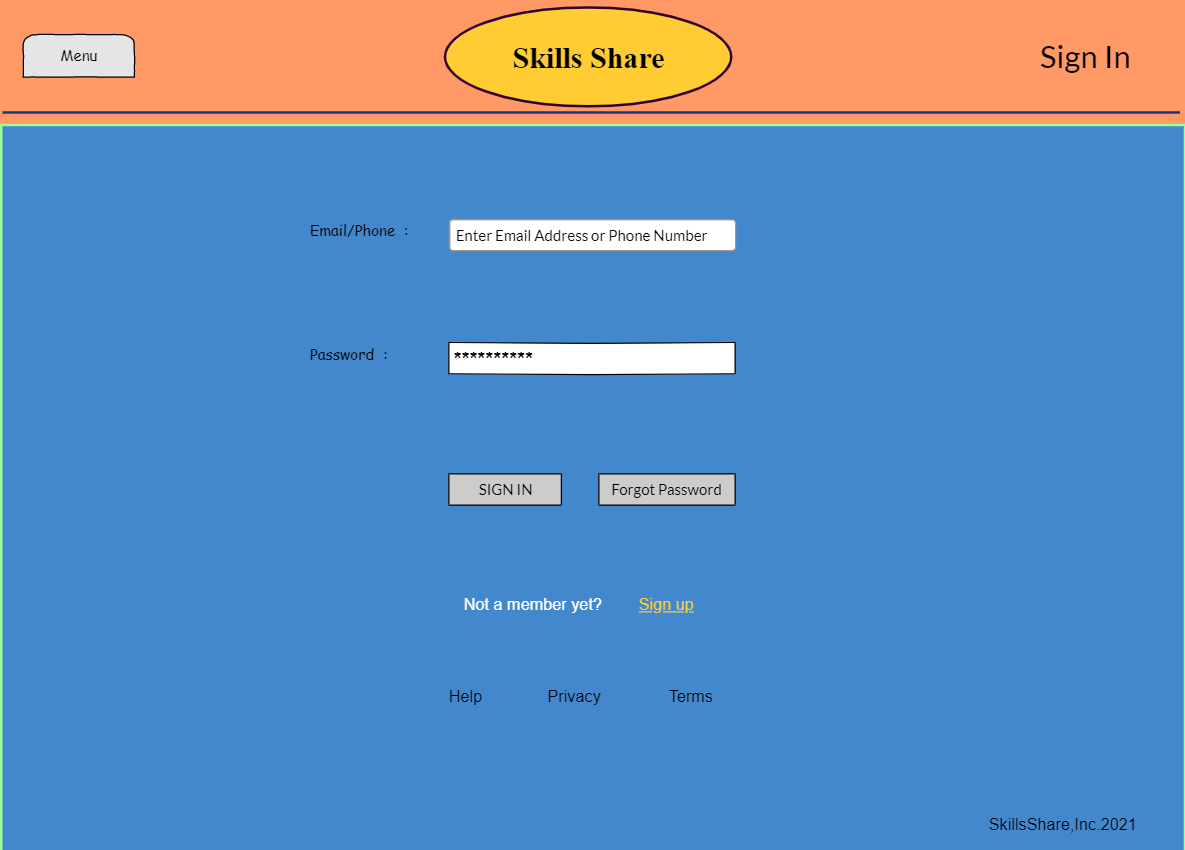 Menu
Skills Share
Sign In
Email/Phone :
Enter Email Address or Phone Number
Password :
**********
SIGN IN
Forgot Password
Not a member yet?
Sign up
Help
Privacy
Terms
SkillsShare,Inc.2021